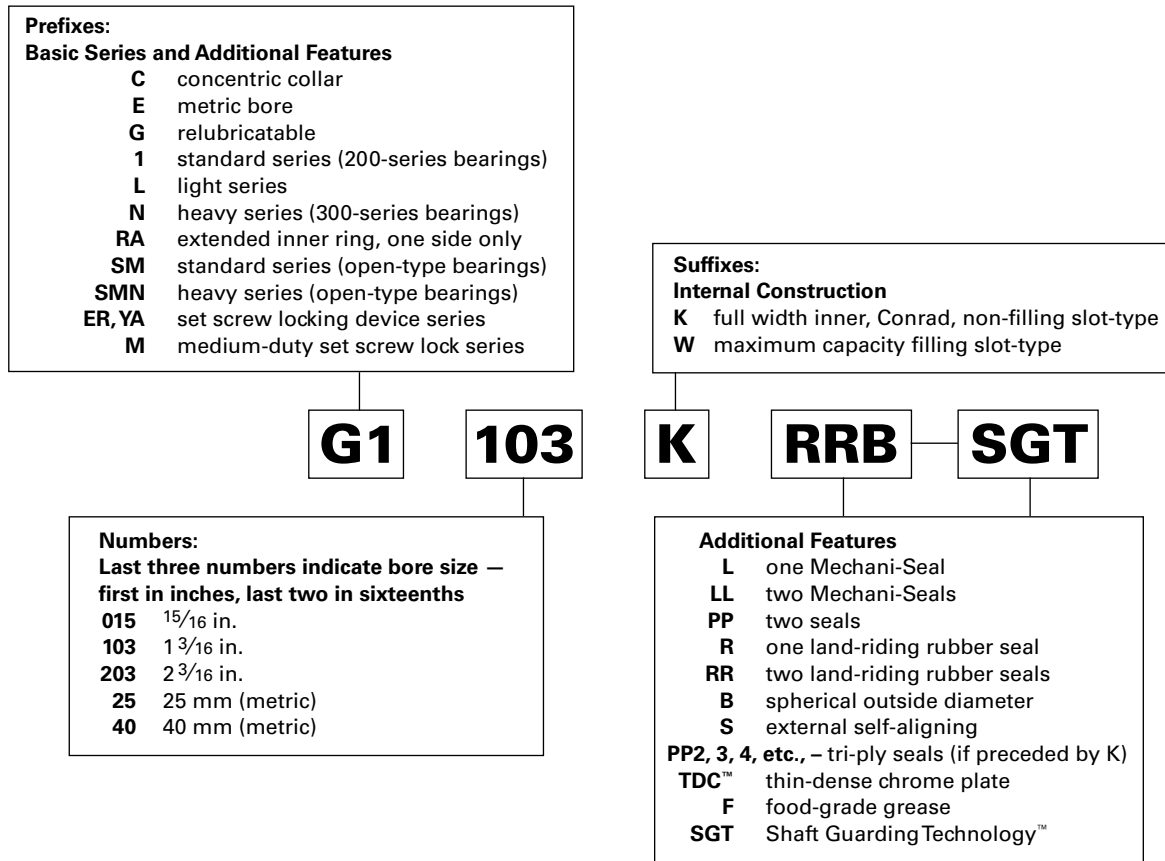 Prefixes:
Basic Series and Additional Features
C concentric collar
E metric bore
G relubricatable
1 standard series (200-series bearings)
L light series
N heavy series (300-series bearings)
RA extended inner ring, one side only
SM standard series (open-type bearings)
SMN heavy series (open-type bearings)
ER, YA set screw locking device series
M medium-duty set screw lock series
Suffixes:
Internal Construction
K full width inner, Conrad, non-filling slot-type
W maximum capacity filling slot-type
G1 103 K RRB SGT
Numbers:
Last three numbers indicate bore size —
first in inches, last two in sixteenths
015 15/16 in.
103 1 3/16 in.
203 2 3/16 in.
25 25 mm (metric)
40 40 mm (metric)
Additional Features
L one Mechani-Seal
LL two Mechani-Seals
PP two seals
R one land-riding rubber seal
RR two land-riding rubber seals
B spherical outside diameter
S external self-aligning
PP2, 3, 4, etc., – tri-ply seals (if preceded by K)
TDC™ thin-dense chrome plate
F food-grade grease
SGT Shaft Guarding Technology™